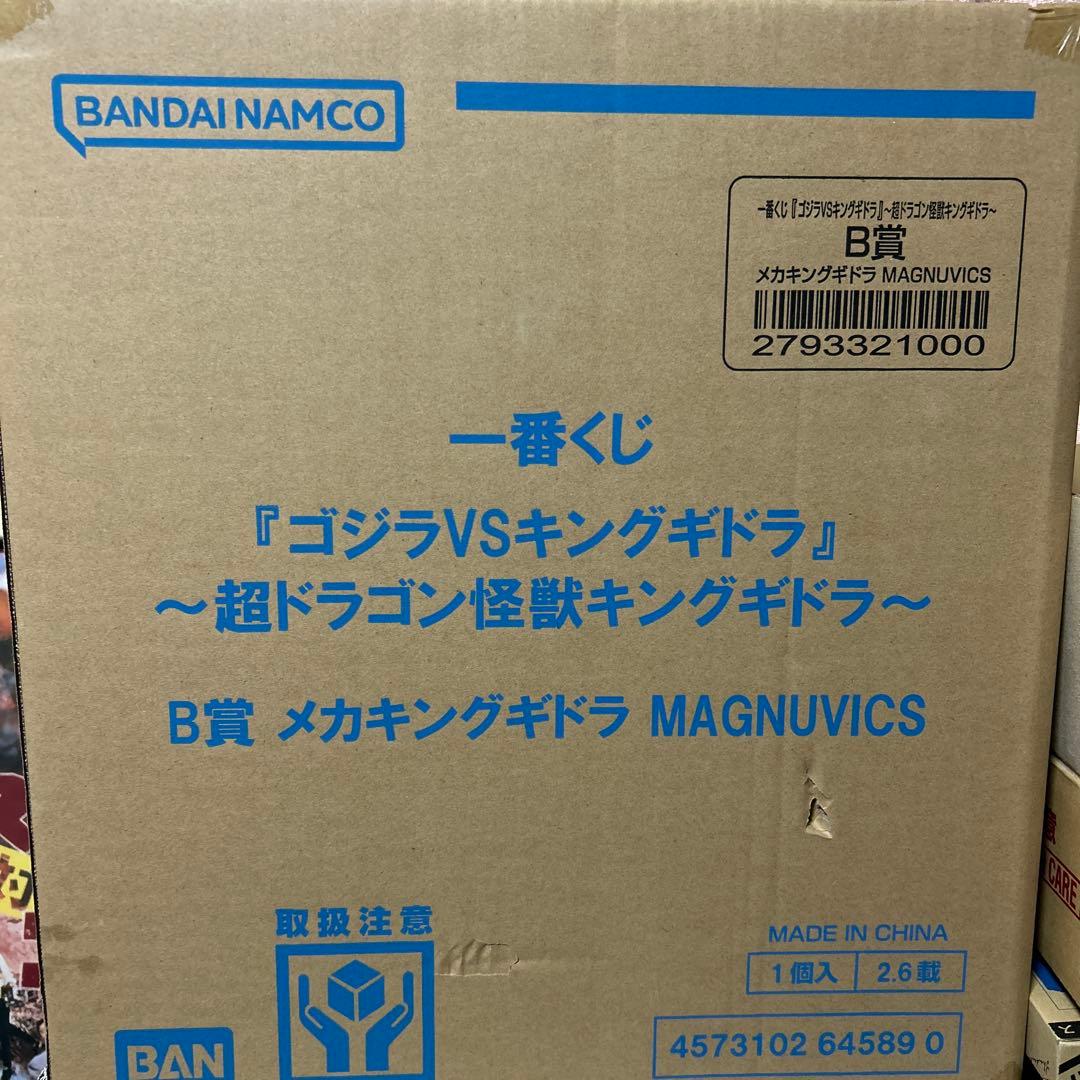 BANDAI NAMCO
一番くじ『ゴジラVSキングギドラ』~超ドラゴン怪獣キングギドラ~
B賞
メカキングギドラ MAGNUVICS
2793321000
一番くじ
『ゴジラVSキングギドラ』
~超ドラゴン怪獣キングギドラ~
B賞 メカキングギドラ MAGNUVICS
取扱注意
MADE IN CHINA
1個入 2.6載
4573102 64589 0
BAN
CARE